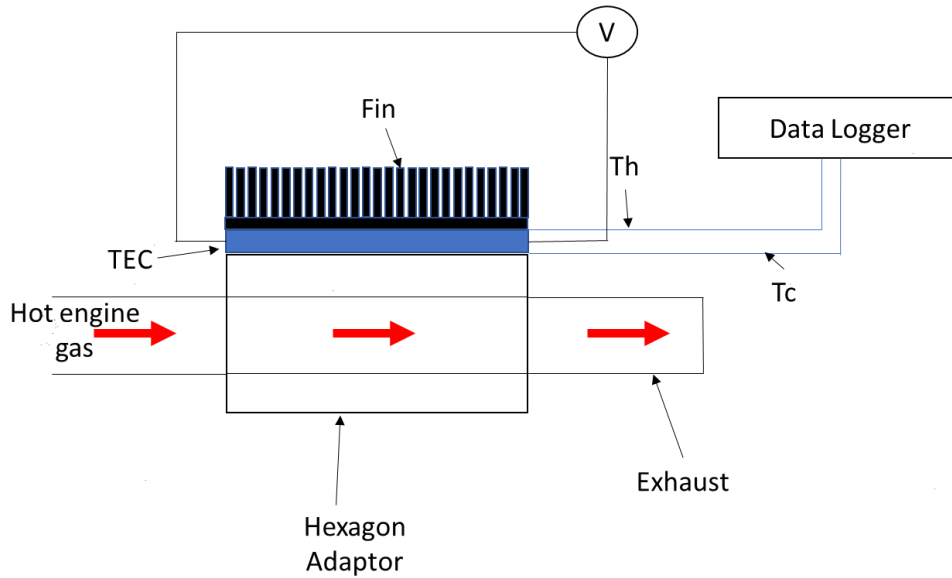 V
Fin
Data Logger
Th
TEC
Tc
Hot engine
gas
Exhaust
Hexagon
Adaptor